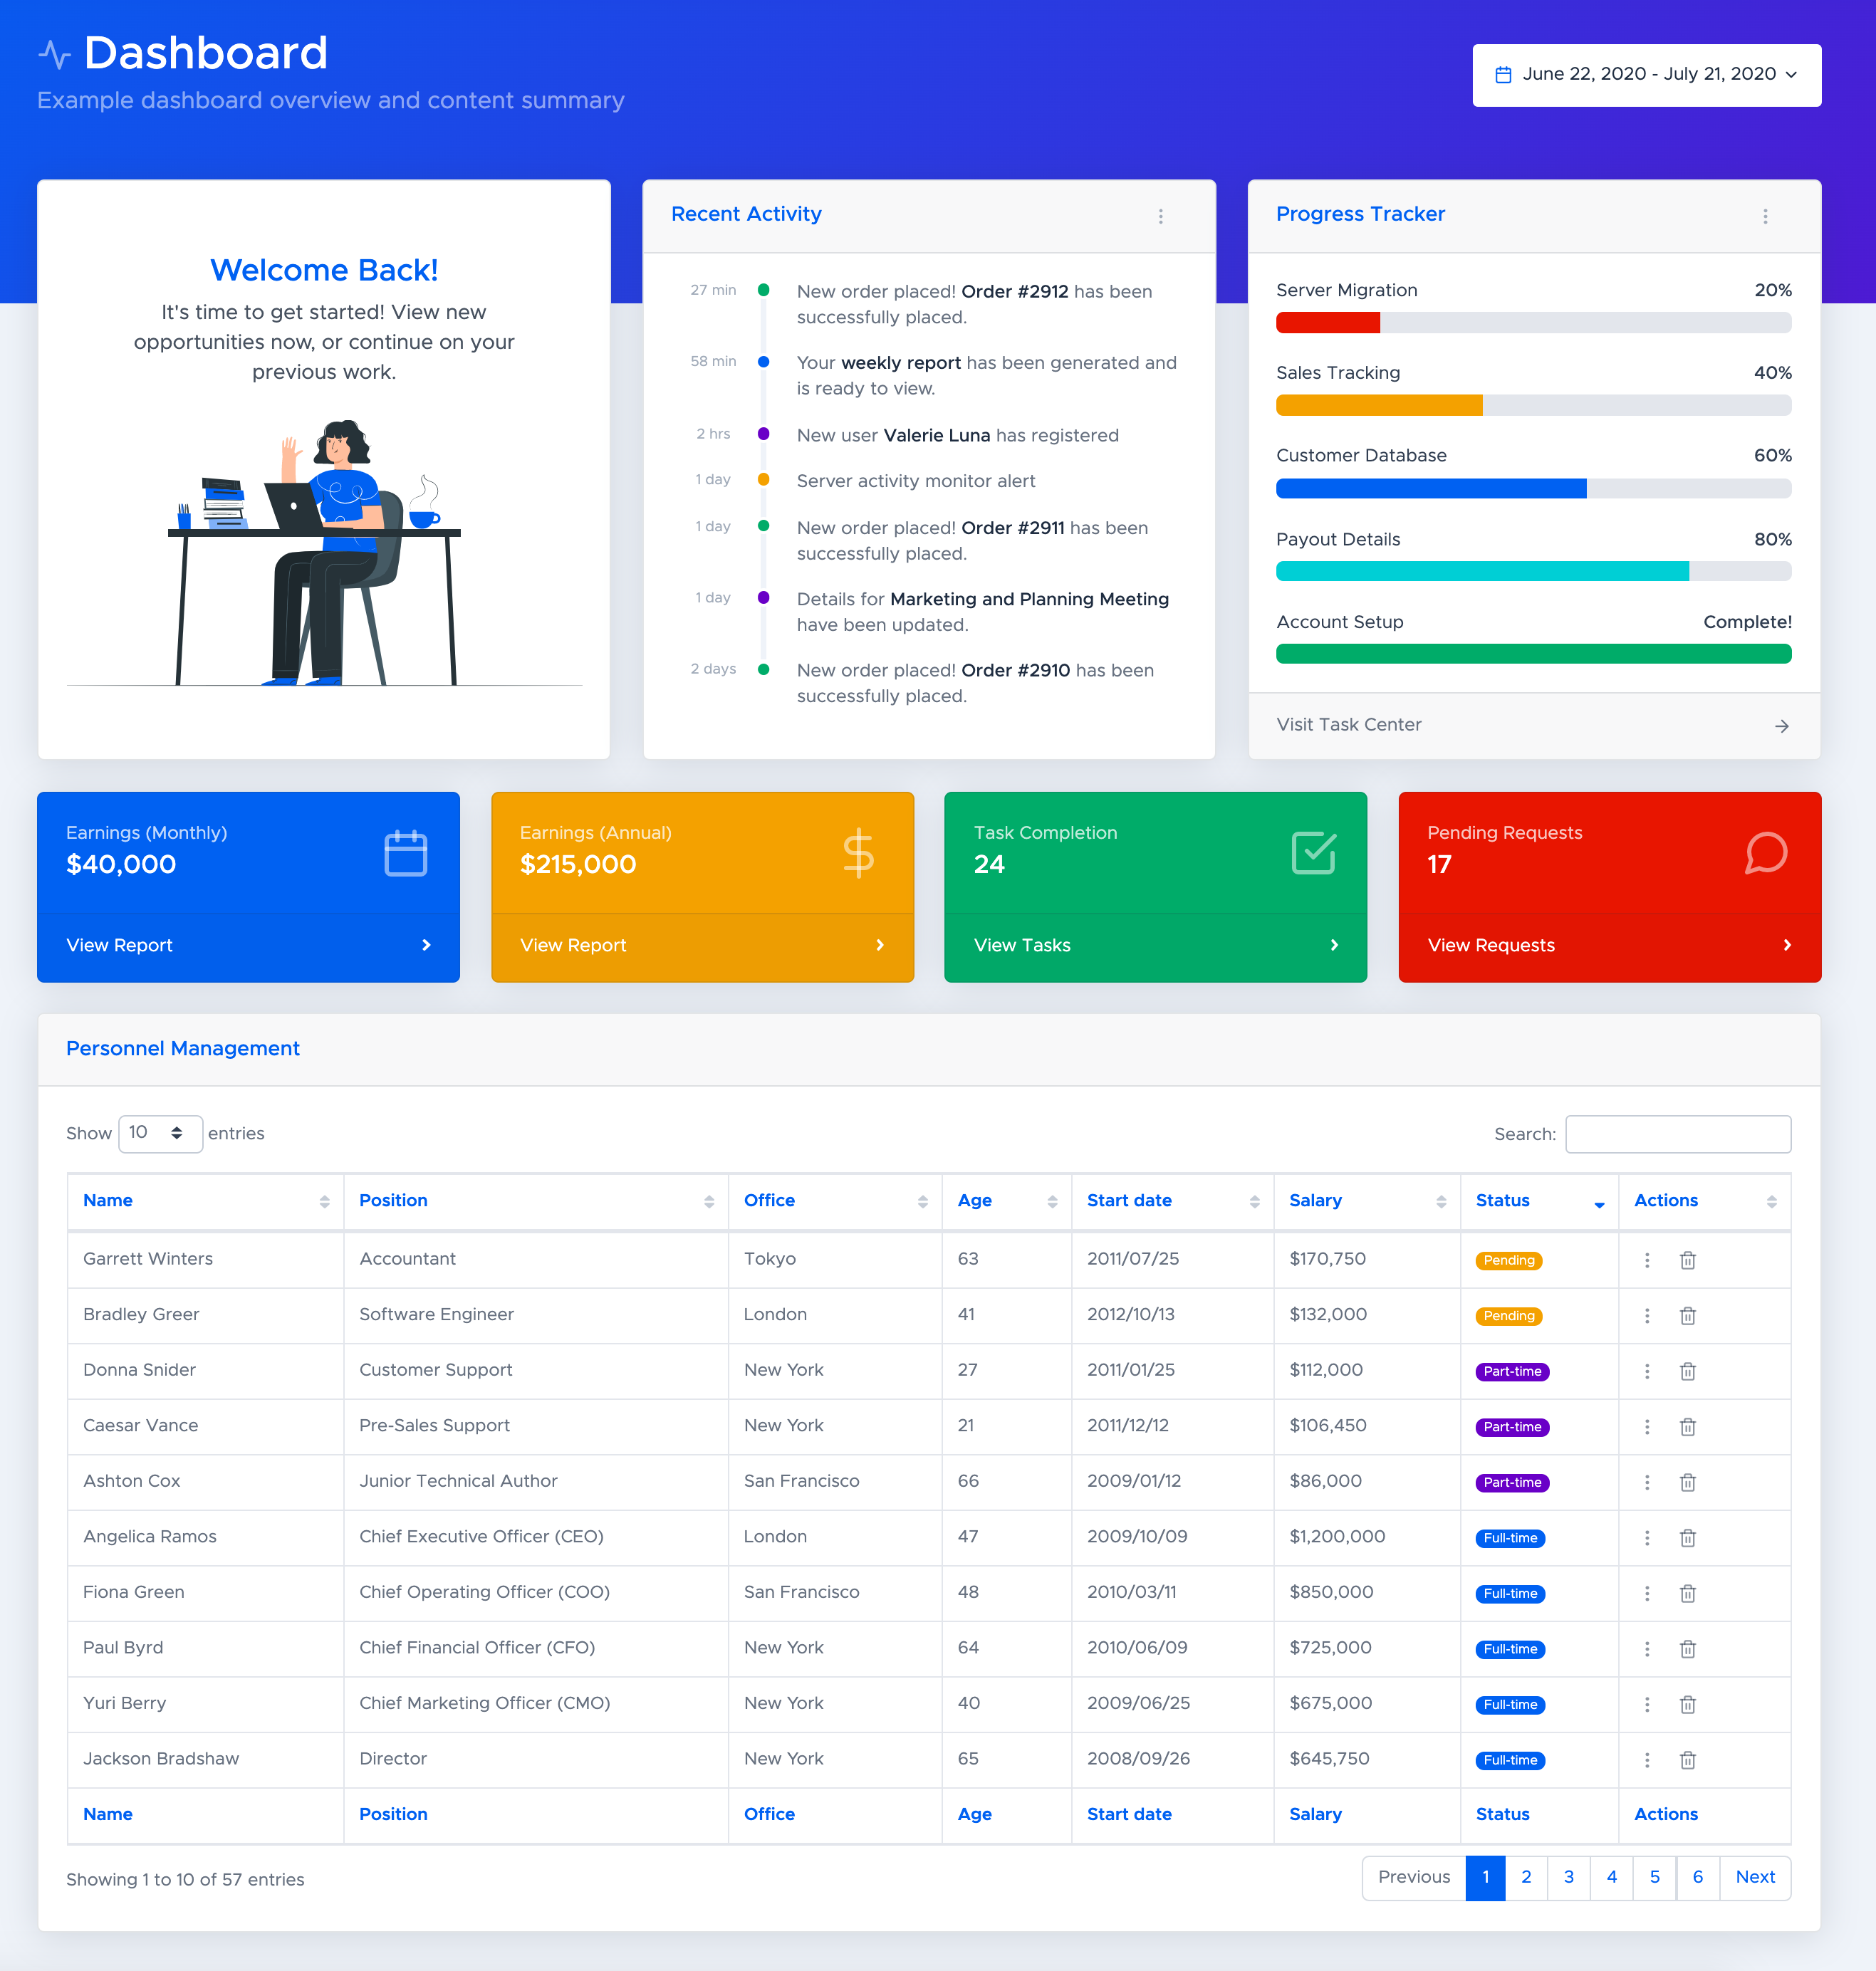 Dashboard
Example dashboard overview and content summary
June 22, 2020 - July 21, 2020
Welcome Back!
It's time to get started! View new
opportunities now, or continue on your
previous work.
Recent Activity
27 min New order placed! Order #2912 has been
successfully placed.
58 min Your weekly report has been generated and
is ready to view.
2 hrs New user Valerie Luna has registered
1 day Server activity monitor alert
1 day New order placed! Order #2911 has been
successfully placed.
1 day Details for Marketing and Planning Meeting
have been updated.
2 days New order placed! Order #2910 has been
successfully placed.
Progress Tracker
Server Migration 20%
Sales Tracking 40%
Customer Database 60%
Payout Details 80%
Account Setup Complete!
Visit Task Center
Earnings (Monthly)
$40,000
View Report
Earnings (Annual)
$215,000
View Report
Task Completion
24
View Tasks
Pending Requests
17
View Requests
Personnel Management
Show 10 entries Search:
Name Position Office Age Start date Salary Status Actions
Garrett Winters Accountant Tokyo 63 2011/07/25 $170,750 Pending
Bradley Greer Software Engineer London 41 2012/10/13 $132,000 Pending
Donna Snider Customer Support New York 27 2011/01/25 $112,000 Part-time
Caesar Vance Pre-Sales Support New York 21 2011/12/12 $106,450 Part-time
Ashton Cox Junior Technical Author San Francisco 66 2009/01/12 $86,000 Part-time
Angelica Ramos Chief Executive Officer (CEO) London 47 2009/10/09 $1,200,000 Full-time
Fiona Green Chief Operating Officer (COO) San Francisco 48 2010/03/11 $850,000 Full-time
Paul Byrd Chief Financial Officer (CFO) New York 64 2010/06/09 $725,000 Full-time
Yuri Berry Chief Marketing Officer (CMO) New York 40 2009/06/25 $675,000 Full-time
Jackson Bradshaw Director New York 65 2008/09/26 $645,750 Full-time
Name Position Office Age Start date Salary Status Actions
Showing 1 to 10 of 57 entries Previous 1 2 3 4 5 6 Next